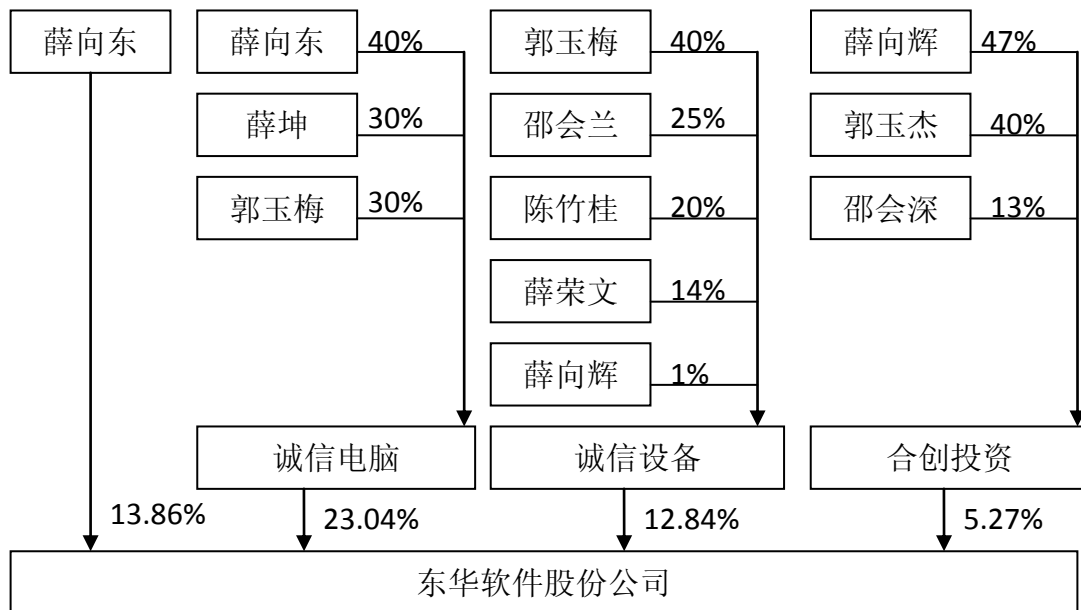 薛向东 薛向东 40% 郭玉梅 40% 薛向辉 47%
薛坤 30% 邵会兰 25% 郭玉杰 40%
郭玉梅 30% 陈竹桂 20% 邵会深 13%
薛荣文 14%
薛向辉 1%
诚信电脑 诚信设备 合创投资
13.86% 23.04% 12.84% 5.27%
东华软件股份公司